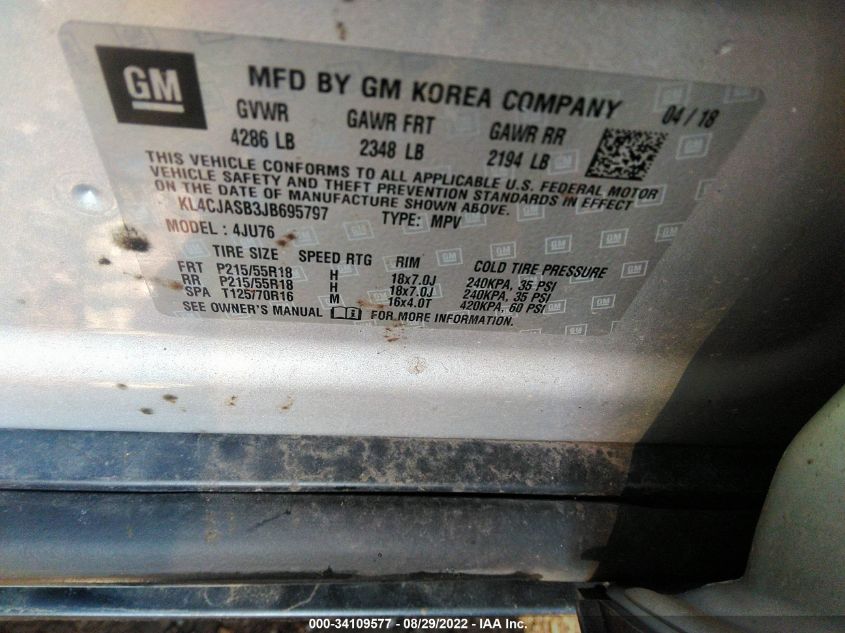 GM
MFD BY GM KOREA COMPANY 04 / 18
GVWR GAWR FRT GAWR RR
4286 LB 2348 LB 2194 LB
THIS VEHICLE CONFORMS TO ALL APPLICABLE U.S. FEDERAL MOTOR
VEHICLE SAFETY AND THEFT PREVENTION STANDARDS IN EFFECT
ON THE DATE OF MANUFACTURE SHOWN ABOVE.
KL4CJASB3JB695797 TYPE: MPV
MODEL : 4JU76
TIRE SIZE SPEED RTG RIM COLD TIRE PRESSURE
FRT P215/55R18 H 18x7.0J 240KPA, 35 PSI
RR P215/55R18 H 18x7.0J 240KPA, 35 PSI
SPA T125/70R16 M 16x4.0T 420KPA, 60 PSI
SEE OWNER'S MANUAL FOR MORE INFORMATION.
000-34109577 - 08/29/2022 - IAA Inc.